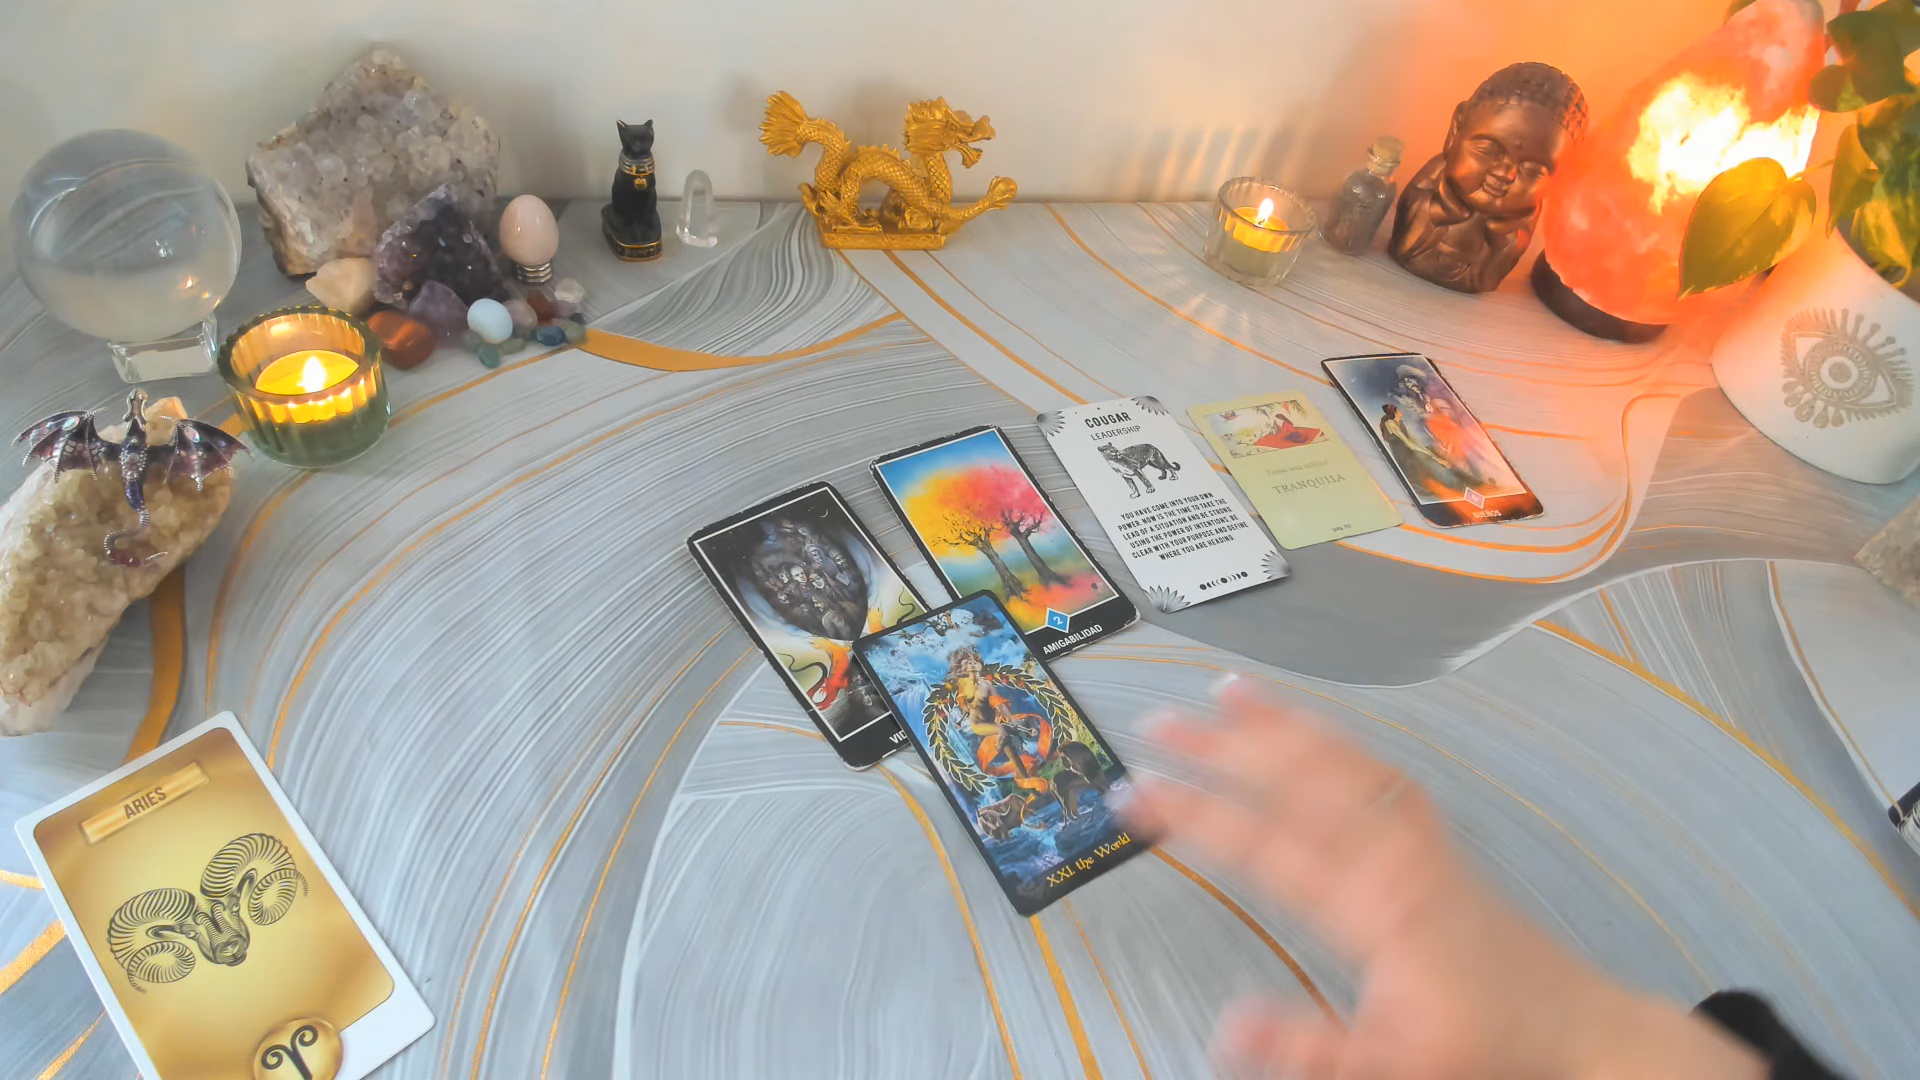 COUGAR
LEADERSHIP
YOU HAVE COME INTO YOUR OWN
POWER. NOW IS THE TIME TO TAKE THE
LEAD OF A SITUATION AND BE STRONG.
USING THE POWER OF INTENTIONS, BE
CLEAR WITH YOUR PURPOSE AND DEFINE
WHERE YOU ARE HEADING.
TRANQUILA
SUEÑOS
2
AMIGABILIDAD
VID
XXI the World
ARIES